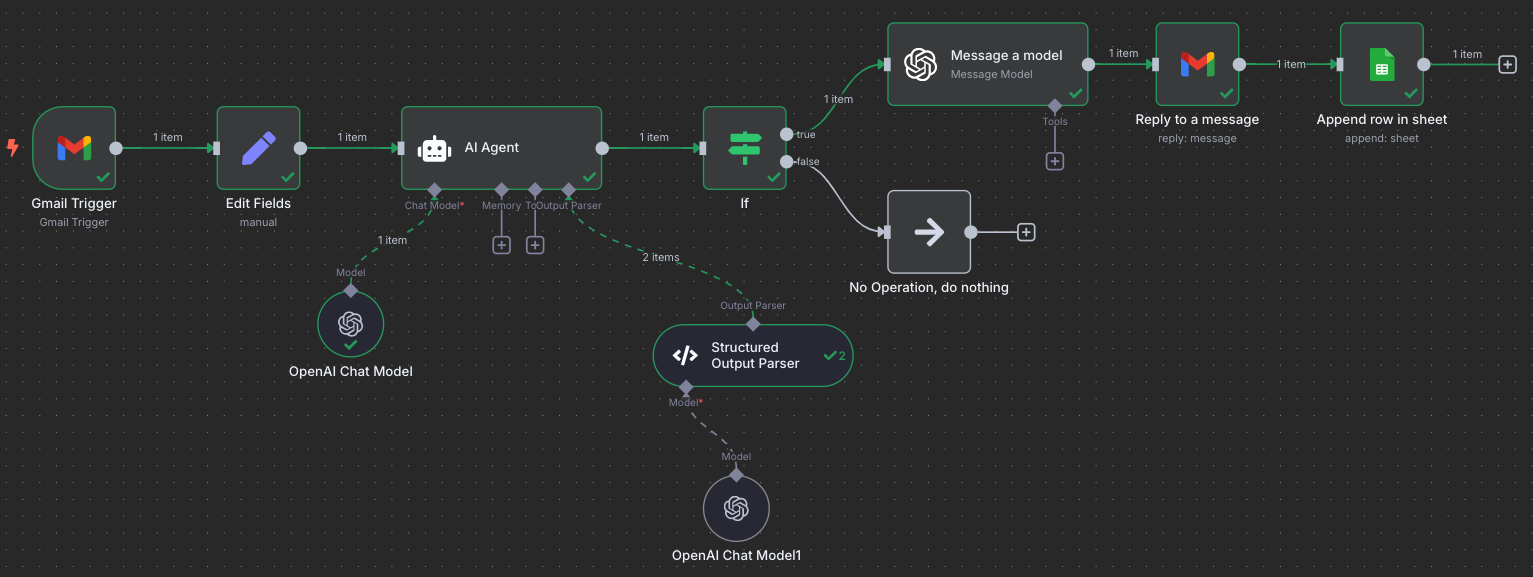 Message a model
Message Model
1 item
1 item
1 item
1 item
Tools
Reply to a message
reply: message
Append row in sheet
append: sheet
1 item
1 item
1 item
AI Agent
true
false
Gmail Trigger
Gmail Trigger
Edit Fields
manual
Chat Model*
Memory
To
Output Parser
If
1 item
2 items
No Operation, do nothing
Model
OpenAI Chat Model
Output Parser
Structured
Output Parser
2
Model*
Model
OpenAI Chat Model1